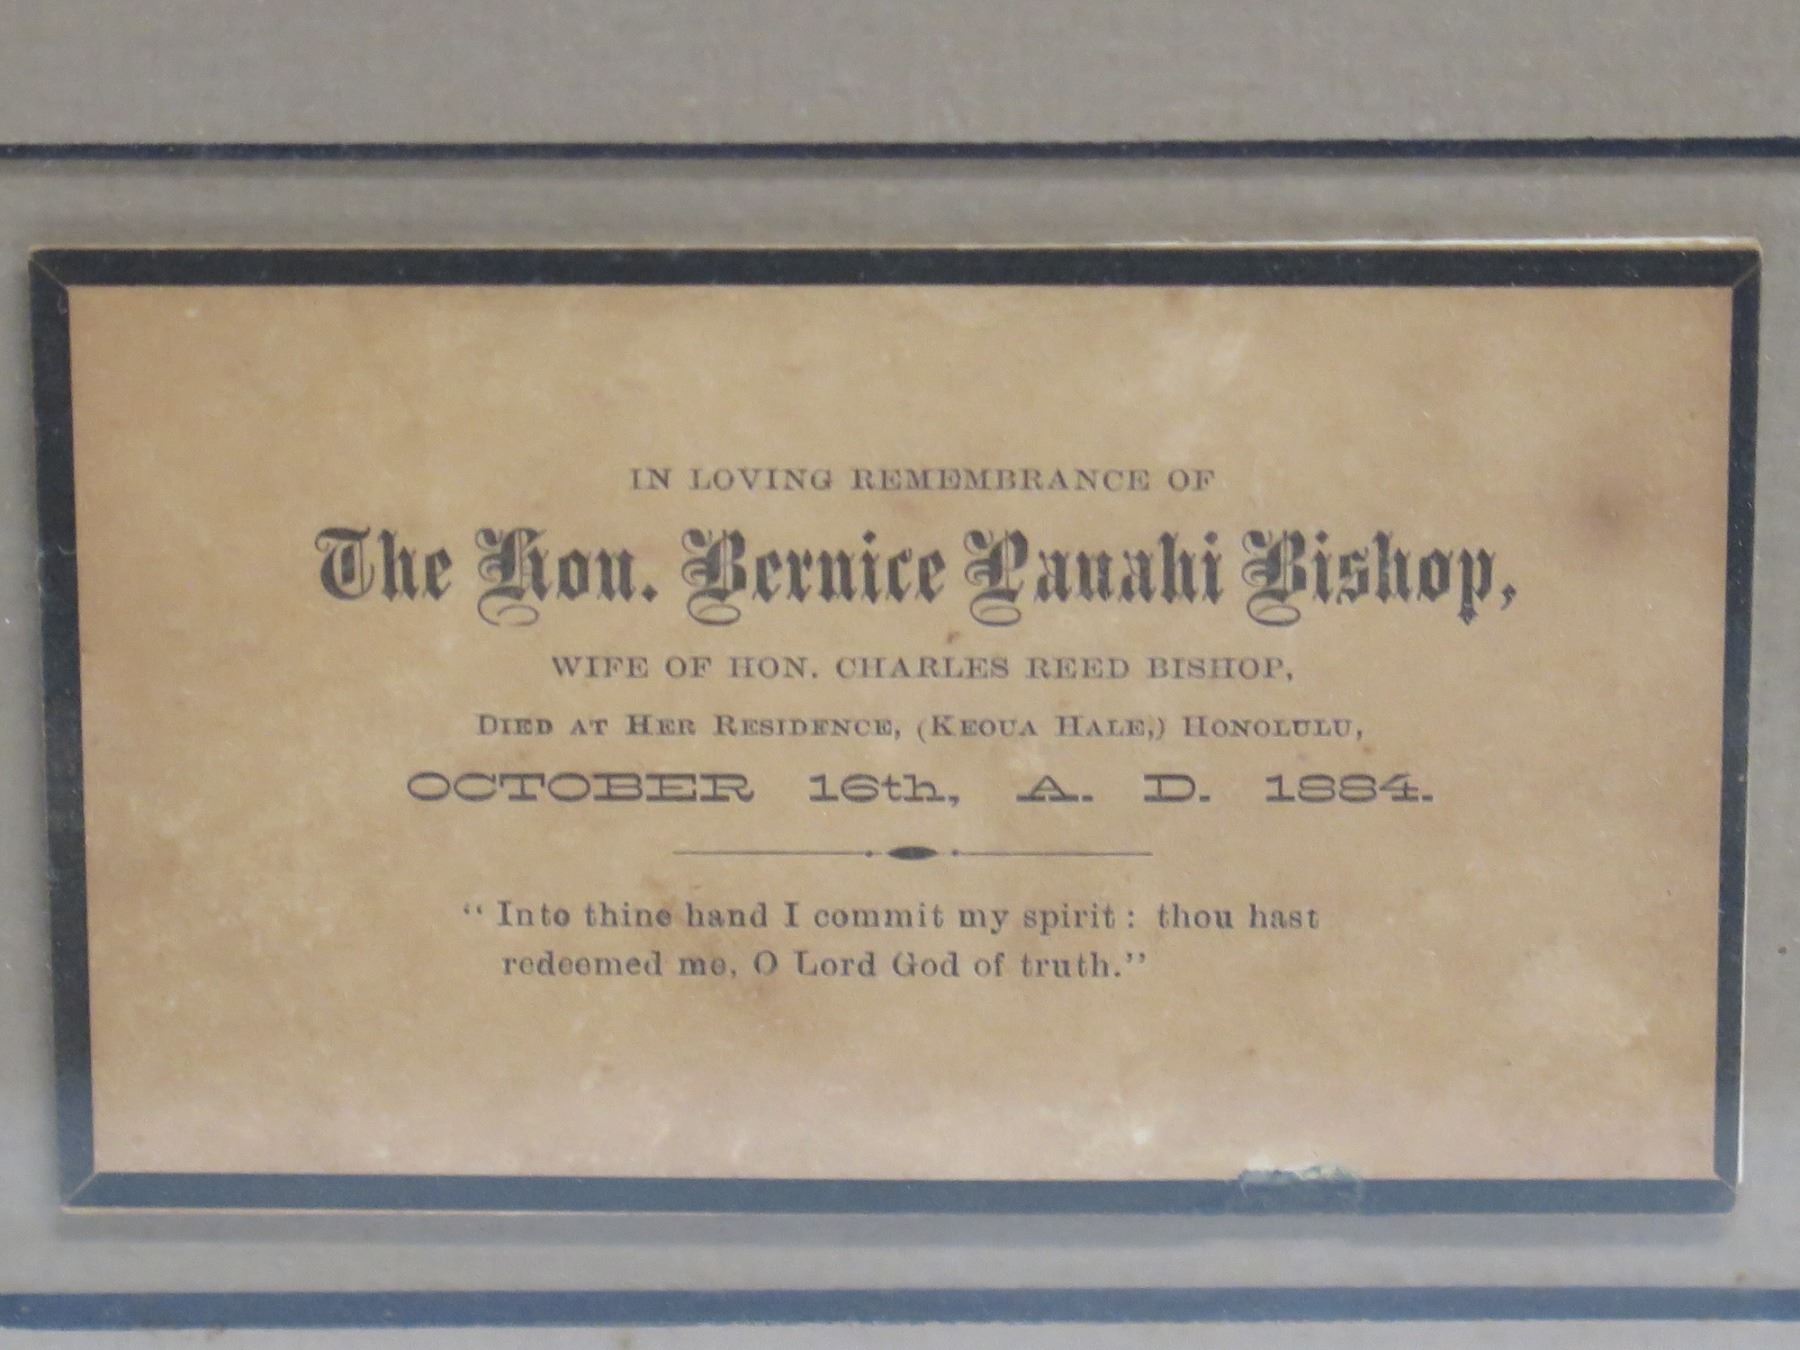 IN LOVING REMEMBRANCE OF
The Hon. Bernice Pauahi Bishop,
WIFE OF HON. CHARLES REED BISHOP,
DIED AT HER RESIDENCE, (KEOUA HALE,) HONOLULU,
OCTOBER 16th, A. D. 1884.
“ Into thine hand I commit my spirit : thou hast
redeemed me, O Lord God of truth.”